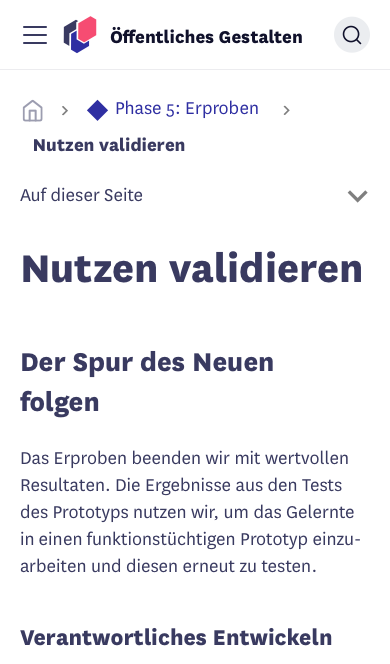 Öffentliches Gestalten
Phase 5: Erproben
Nutzen validieren
Auf dieser Seite
Nutzen validieren
Der Spur des Neuen
folgen
Das Erproben beenden wir mit wertvollen
Resultaten. Die Ergebnisse aus den Tests
des Prototyps nutzen wir, um das Gelernte
in einen funktionstüchtigen Prototyp einzu-
arbeiten und diesen erneut zu testen.
Verantwortliches Entwickeln